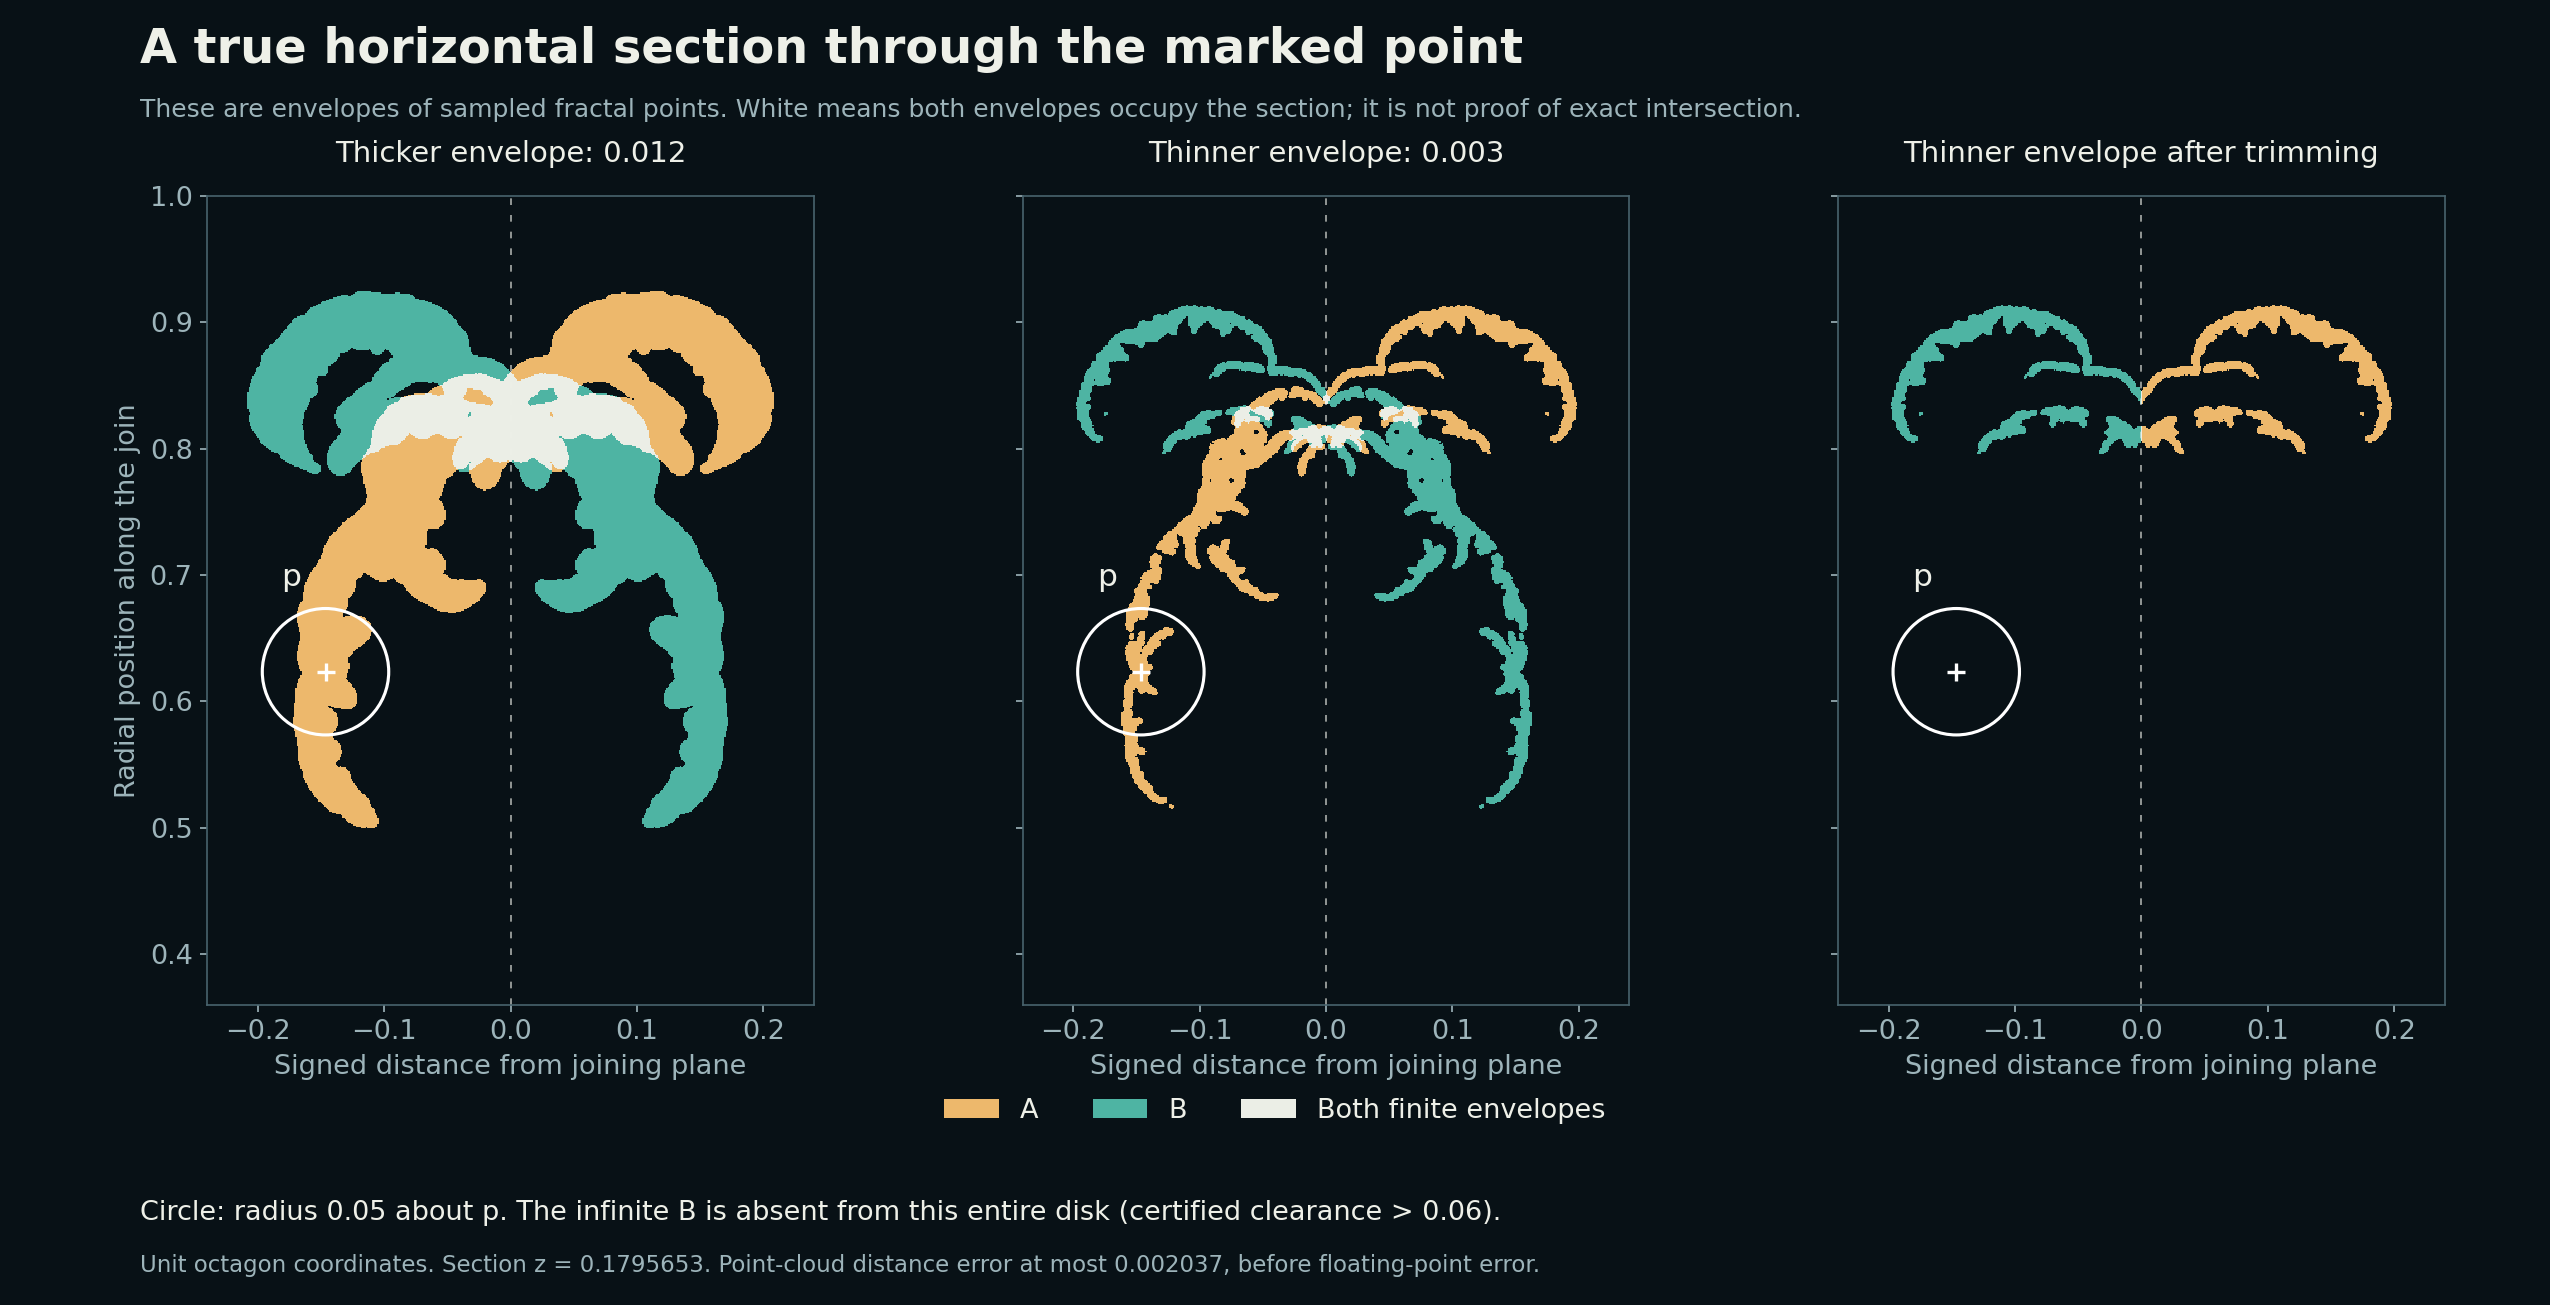 A true horizontal section through the marked point
These are envelopes of sampled fractal points. White means both envelopes occupy the section; it is not proof of exact intersection.
Thicker envelope: 0.012
Thinner envelope: 0.003
Thinner envelope after trimming
Radial position along the join
1.0
0.9
0.8
0.7
0.6
0.5
0.4
p
p
p
−0.2 −0.1 0.0 0.1 0.2
−0.2 −0.1 0.0 0.1 0.2
−0.2 −0.1 0.0 0.1 0.2
Signed distance from joining plane
Signed distance from joining plane
Signed distance from joining plane
A B Both finite envelopes
Circle: radius 0.05 about p. The infinite B is absent from this entire disk (certified clearance > 0.06).
Unit octagon coordinates. Section z = 0.1795653. Point-cloud distance error at most 0.002037, before floating-point error.